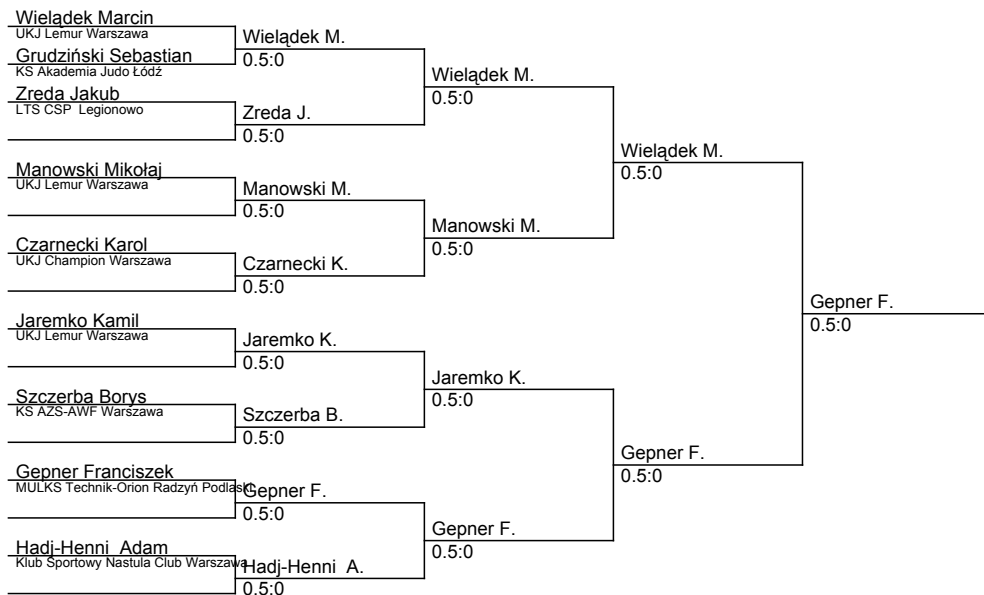 Wielądek Marcin
UKJ Lemur Warszawa
Grudziński Sebastian
KS Akademia Judo Łódź
Zreda Jakub
LTS CSP Legionowo
Manowski Mikołaj
UKJ Lemur Warszawa
Czarnecki Karol
UKJ Champion Warszawa
Jaremko Kamil
UKJ Lemur Warszawa
Szczerba Borys
KS AZS-AWF Warszawa
Gepner Franciszek
MULKS Technik-Orion Radzyń Podlaski
Hadj-Henni Adam
Klub Sportowy Nastula Club Warszawa
Wielądek M.
0.5:0
Zreda J.
0.5:0
Manowski M.
0.5:0
Czarnecki K.
0.5:0
Jaremko K.
0.5:0
Szczerba B.
0.5:0
Gepner F.
0.5:0
Hadj-Henni A.
0.5:0
Wielądek M.
0.5:0
Manowski M.
0.5:0
Jaremko K.
0.5:0
Gepner F.
0.5:0
Wielądek M.
0.5:0
Gepner F.
0.5:0
Gepner F.
0.5:0